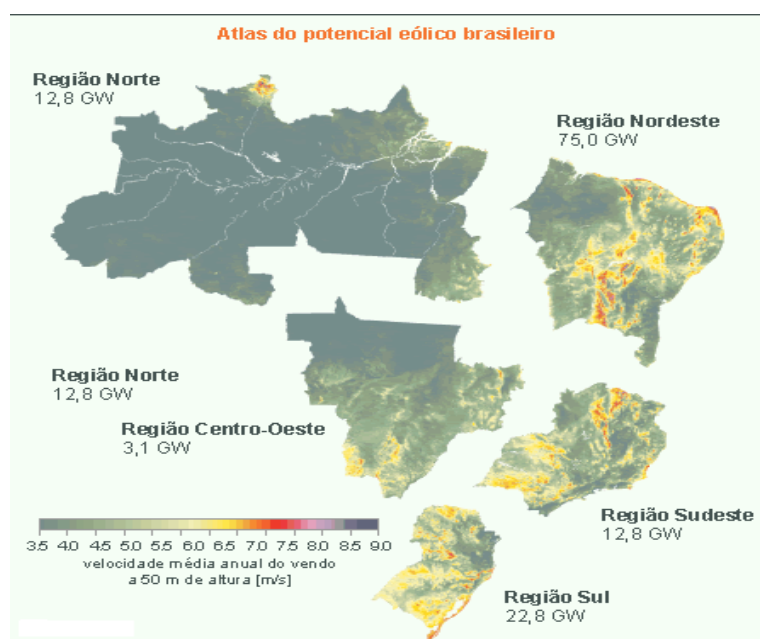 Atlas do potencial eólico brasileiro
Região Norte
12,8 GW
Região Nordeste
75,0 GW
Região Norte
12,8 GW
Região Centro-Oeste
3,1 GW
Região Sudeste
12,8 GW
Região Sul
22,8 GW
3.5 4.0 4.5 5.0 5.5 6.0 6.5 7.0 7.5 8.0 8.5 9.0
velocidade média anual do vendo
a 50 m de altura [m/s]